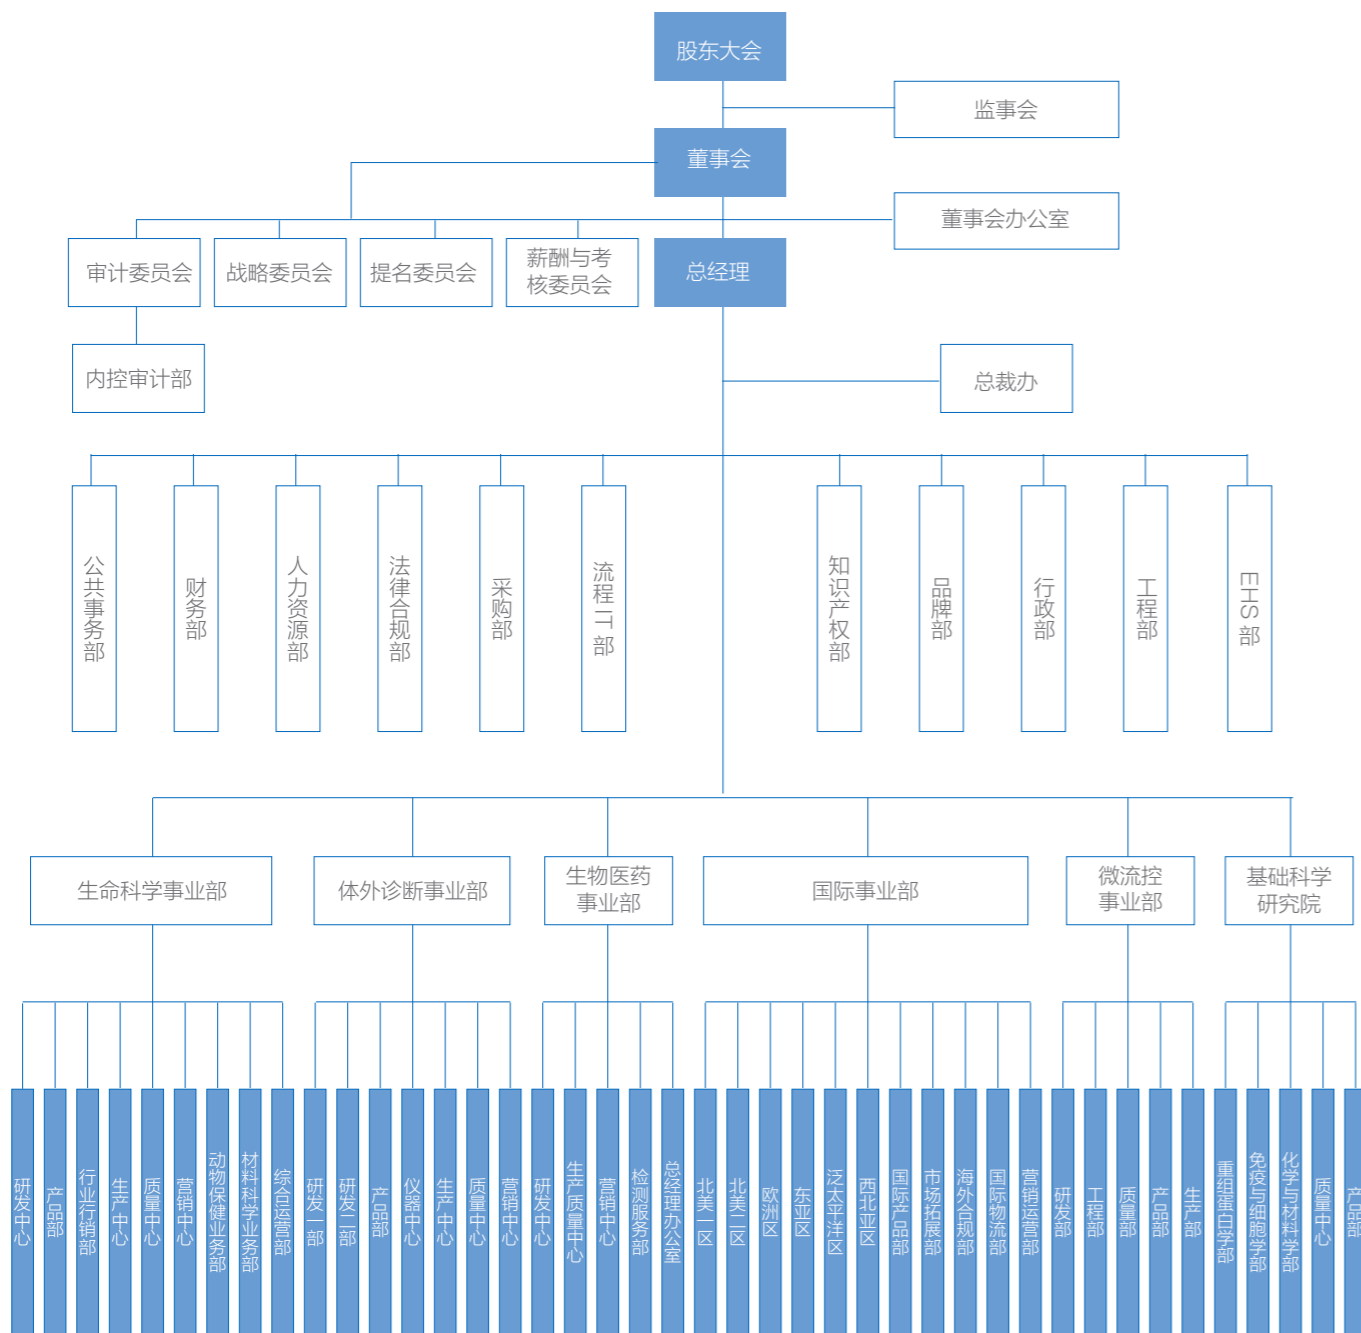 股东大会
监事会
董事会
董事会办公室
审计委员会
战略委员会
提名委员会
薪酬与考
核委员会
总经理
内控审计部
总裁办
公共事务部
财务部
人力资源部
法律合规部
采购部
流程 IT 部
知识产权部
品牌部
行政部
工程部
EHS 部
生命科学事业部
体外诊断事业部
生物医药
事业部
国际事业部
微流控
事业部
基础科学
研究院
研发中心
产品部
行业行销部
生产中心
质量中心
营销中心
动物保健业务部
材料科学业务部
综合运营部
研发一部
研发二部
产品部
仪器中心
生产中心
质量中心
营销中心
研发中心
生产质量中心
营销中心
检测服务部
总经理办公室
北美一区
北美二区
欧洲区
东亚区
泛太平洋区
西北亚区
国际产品部
市场拓展部
海外合规部
国际物流部
营销运营部
研发部
工程部
质量部
产品部
生产部
重组蛋白学部
免疫与细胞学部
化学与材料学部
质量中心
产品部